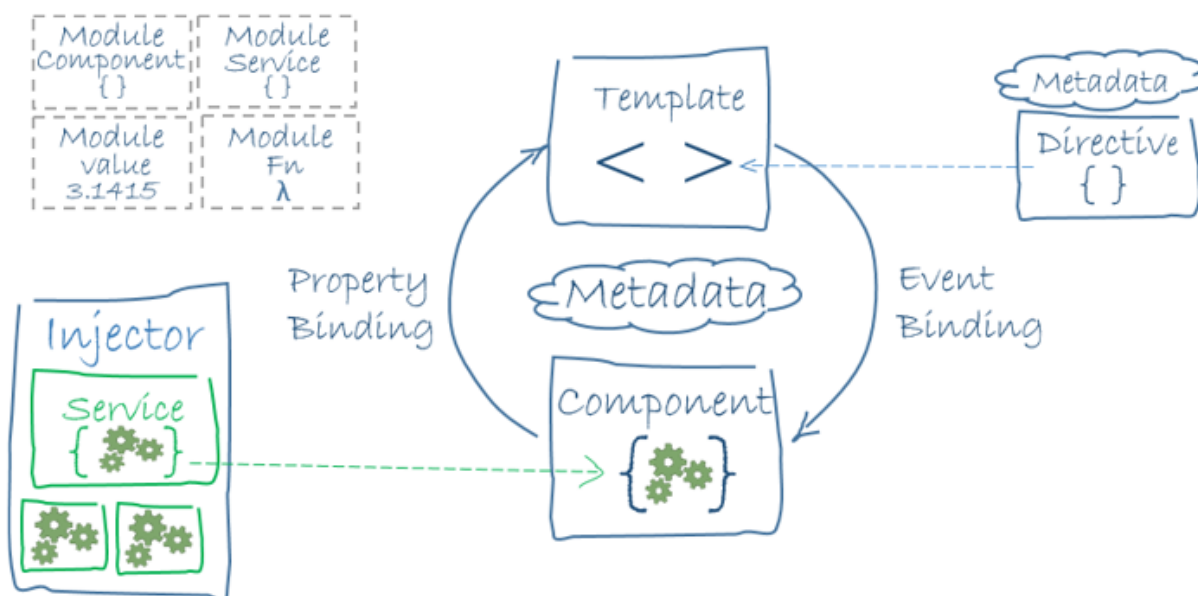 Module
Component
{ }
Module
Service
{ }
Module
value
3.1415
Module
Fn
λ
Template
< >
Metadata
Directive
{ }
Property
Binding
Metadata
Event
Binding
Injector
Service
{ }
Component
{ }